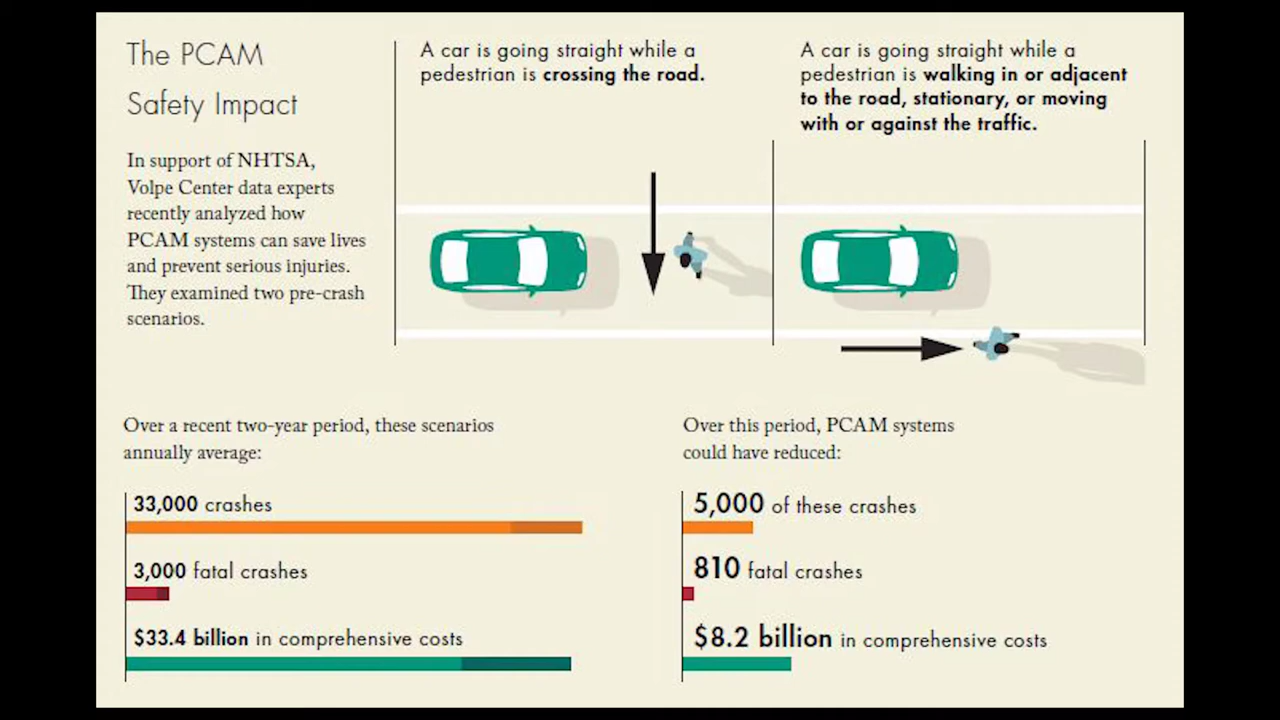 The PCAM
Safety Impact
In support of NHTSA,
Volpe Center data experts
recently analyzed how
PCAM systems can save lives
and prevent serious injuries.
They examined two pre-crash
scenarios.
A car is going straight while a
pedestrian is crossing the road.
A car is going straight while a
pedestrian is walking in or adjacent
to the road, stationary, or moving
with or against the traffic.
Over a recent two-year period, these scenarios
annually average:
33,000 crashes
3,000 fatal crashes
$33.4 billion in comprehensive costs
Over this period, PCAM systems
could have reduced:
5,000 of these crashes
810 fatal crashes
$8.2 billion in comprehensive costs